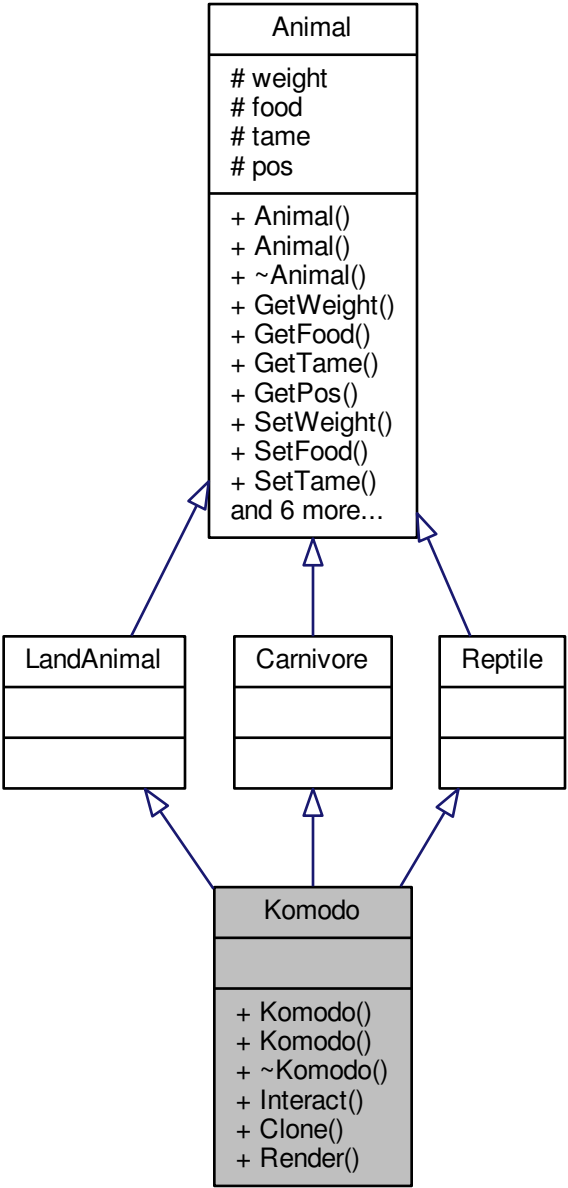 Animal
# weight
# food
# tame
# pos
+ Animal()
+ Animal()
+ ~Animal()
+ GetWeight()
+ GetFood()
+ GetTame()
+ GetPos()
+ SetWeight()
+ SetFood()
+ SetTame()
and 6 more...
LandAnimal
Carnivore
Reptile
Komodo
+ Komodo()
+ Komodo()
+ ~Komodo()
+ Interact()
+ Clone()
+ Render()